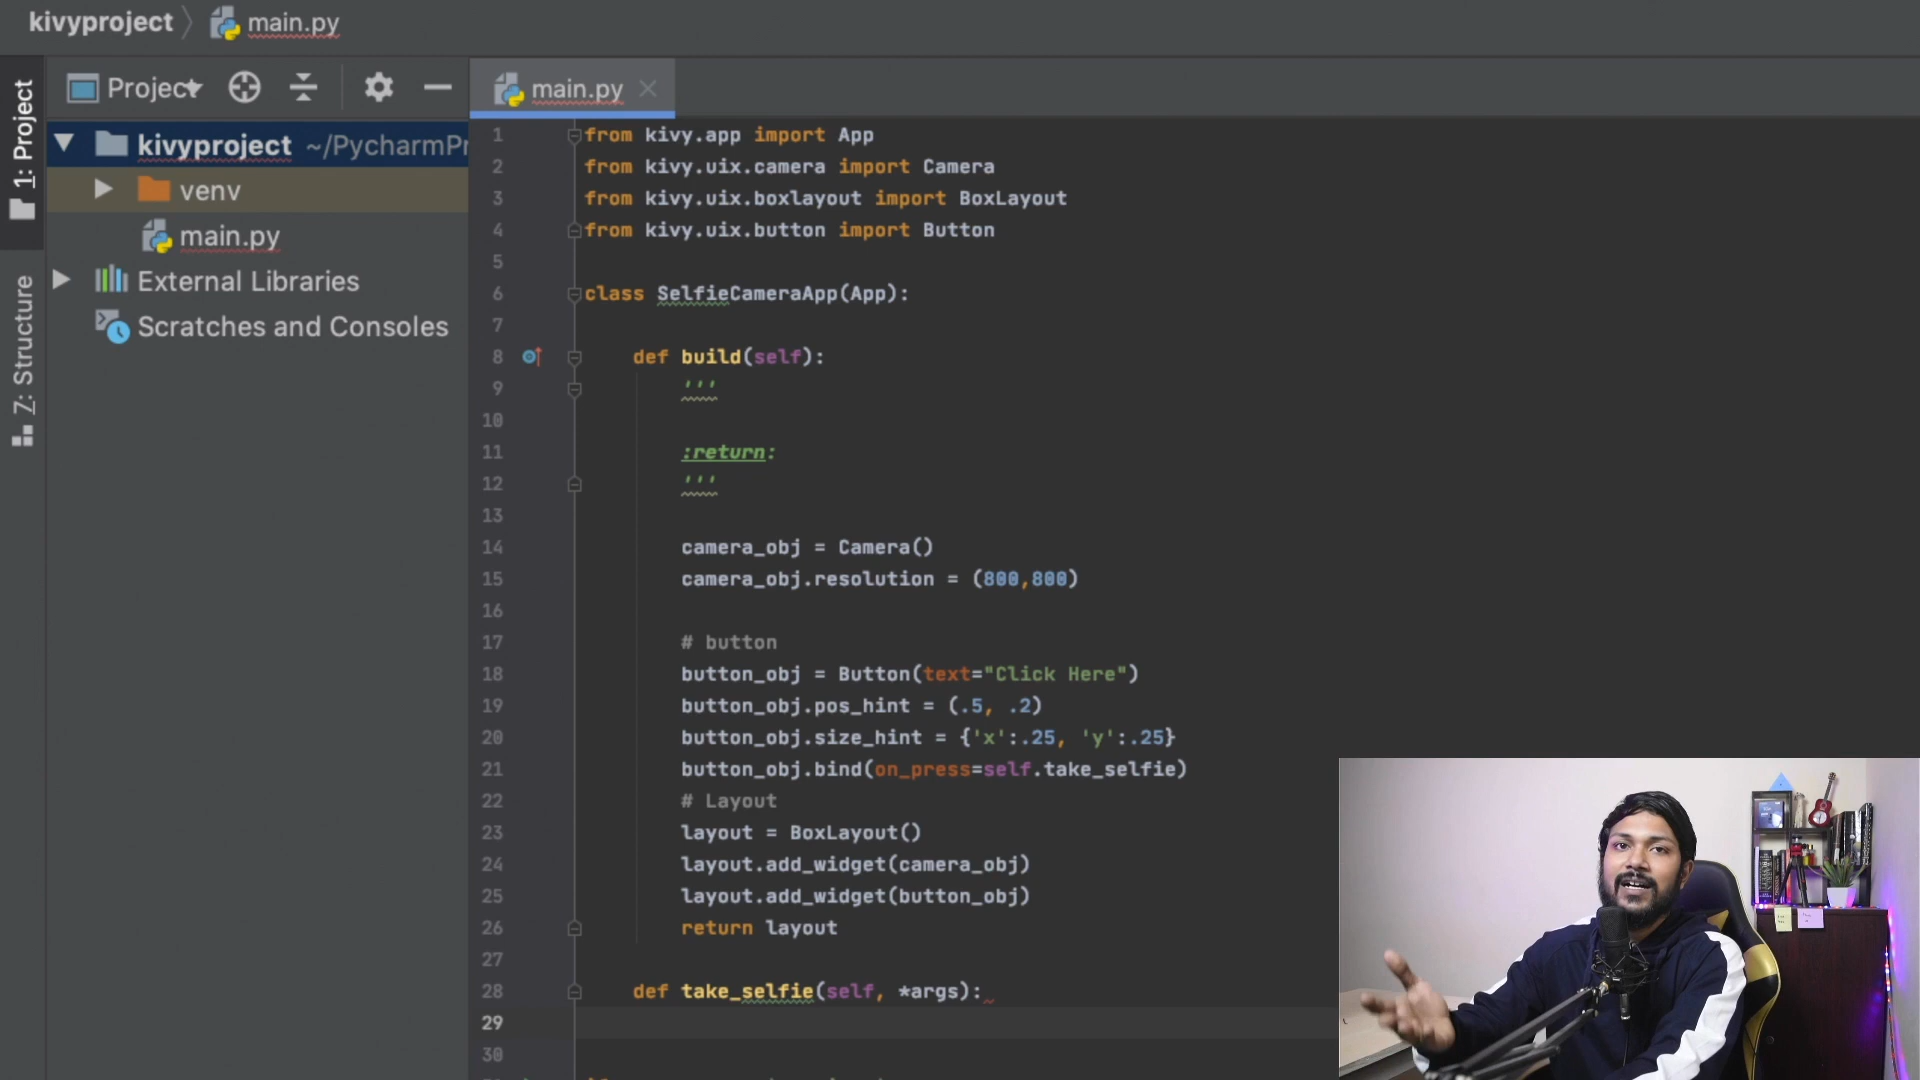 kivyproject
main.py
1: Project
Z: Structure
Project
kivyproject ~/PycharmPr
venv
main.py
External Libraries
Scratches and Consoles
main.py
1 from kivy.app import App
2 from kivy.uix.camera import Camera
3 from kivy.uix.boxlayout import BoxLayout
4 from kivy.uix.button import Button
5
6 class SelfieCameraApp(App):
7
8 def build(self):
9 '''
10
11 :return:
12 '''
13
14 camera_obj = Camera()
15 camera_obj.resolution = (800,800)
16
17 # button
18 button_obj = Button(text="Click Here")
19 button_obj.pos_hint = (.5, .2)
20 button_obj.size_hint = {'x':.25, 'y':.25}
21 button_obj.bind(on_press=self.take_selfie)
22 # Layout
23 layout = BoxLayout()
24 layout.add_widget(camera_obj)
25 layout.add_widget(button_obj)
26 return layout
27
28 def take_selfie(self, *args):
29
30